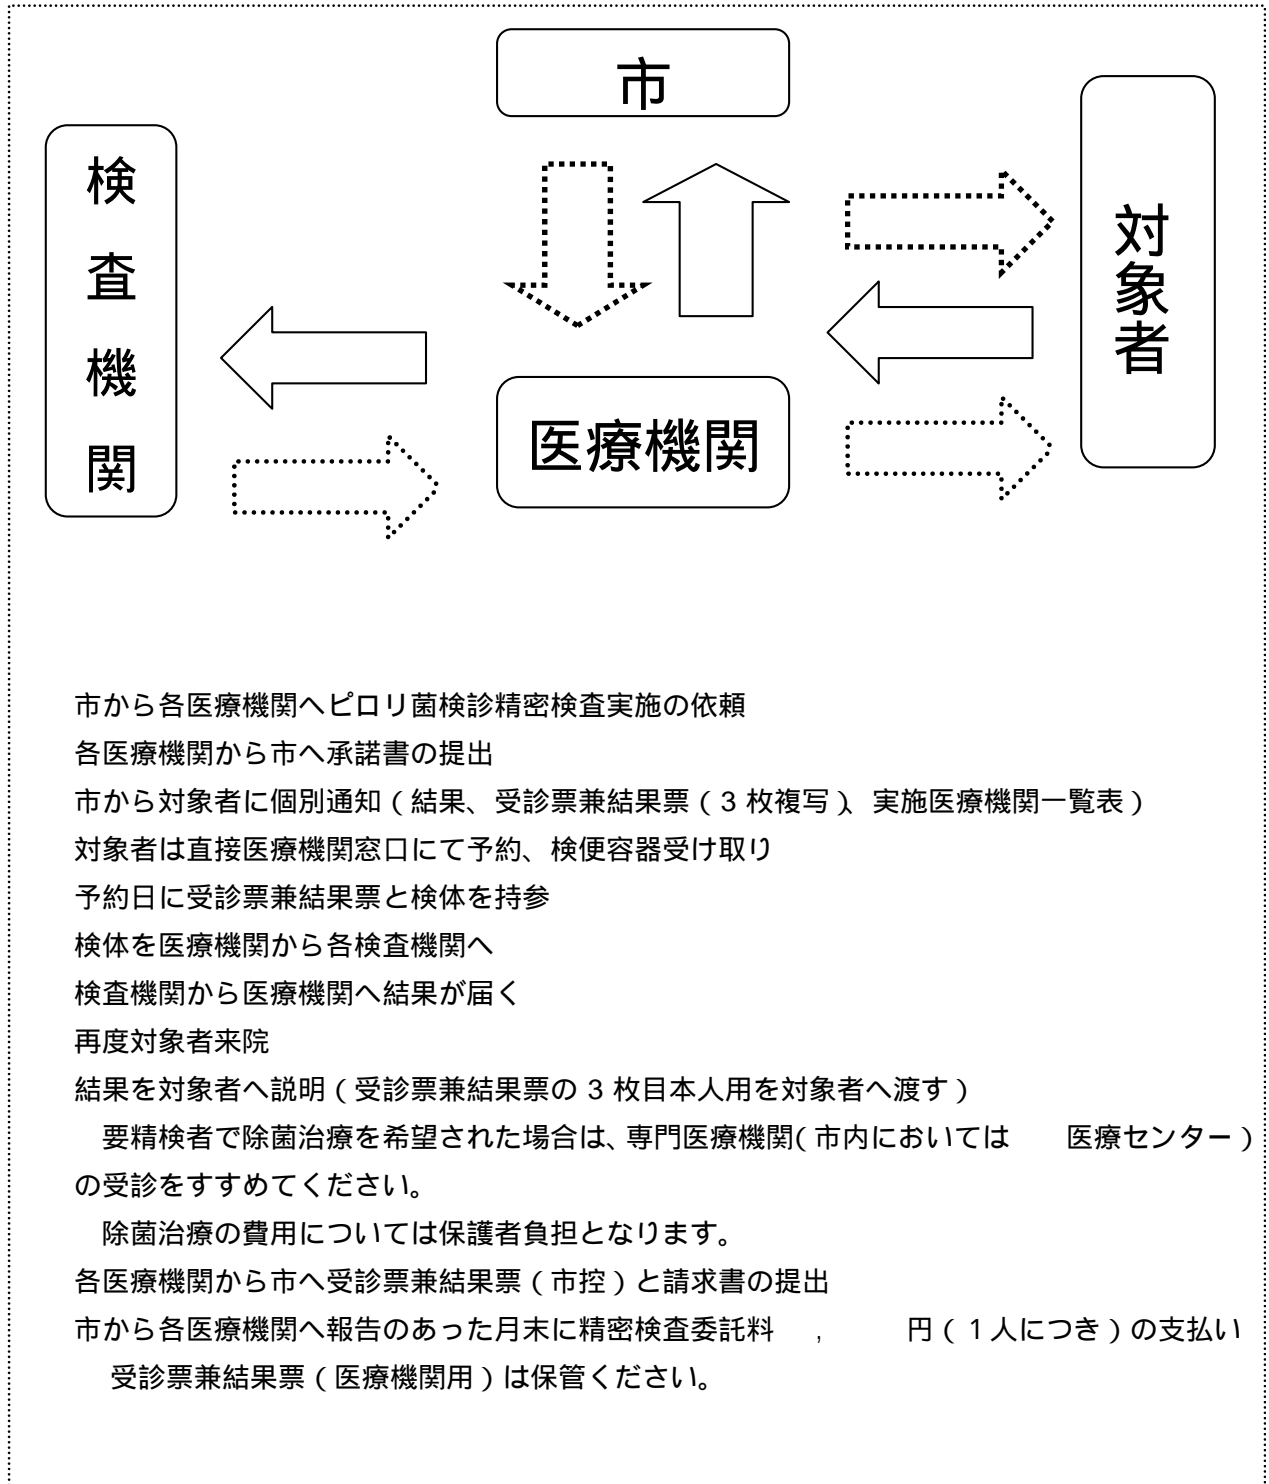 市
検査機関
対象者
医療機関
市から各医療機関へピロリ菌検診精密検査実施の依頼
各医療機関から市へ承諾書の提出
市から対象者に個別通知（結果、受診票兼結果票（3枚複写）、実施医療機関一覧表）
対象者は直接医療機関窓口にて予約、検便容器受け取り
予約日に受診票兼結果票と検体を持参
検体を医療機関から各検査機関へ
検査機関から医療機関へ結果が届く
再度対象者来院
結果を対象者へ説明（受診票兼結果票の3枚目本人用を対象者へ渡す）
要精検者で除菌治療を希望された場合は、専門医療機関（市内においては　　医療センター）
の受診をすすめてください。
除菌治療の費用については保護者負担となります。
各医療機関から市へ受診票兼結果票（市控）と請求書の提出
市から各医療機関へ報告のあった月末に精密検査委託料　,　　　円（1人につき）の支払い
受診票兼結果票（医療機関用）は保管ください。